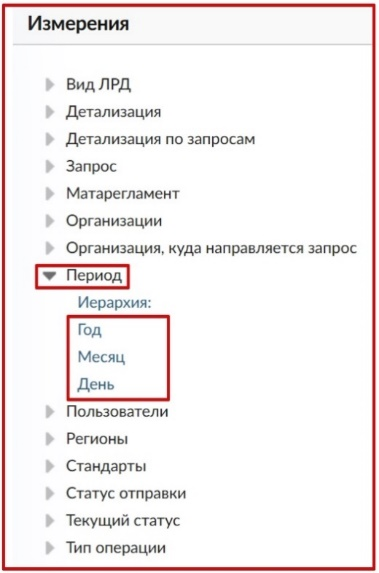 Измерения
Вид ЛРД
Детализация
Детализация по запросам
Запрос
Матарегламент
Организации
Организация, куда направляется запрос
Период
Иерархия:
Год
Месяц
День
Пользователи
Регионы
Стандарты
Статус отправки
Текущий статус
Тип операции